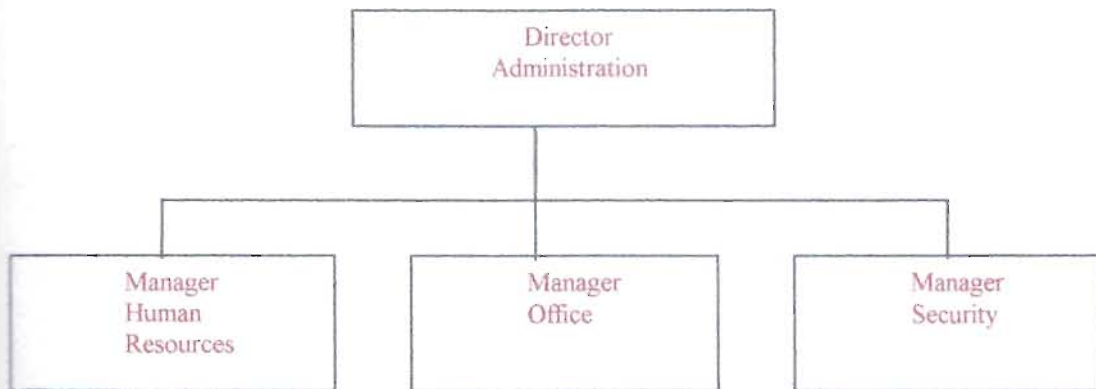 Director
Administration
Manager
Human
Resources
Manager
Office
Manager
Security